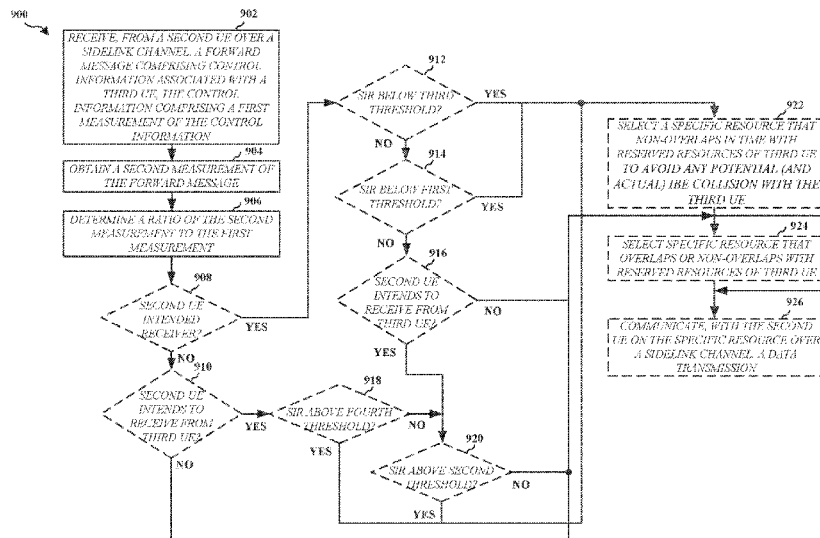 900
902
RECEIVE, FROM A SECOND UE OVER A
SIDELINK CHANNEL, A FORWARD
MESSAGE COMPRISING CONTROL
INFORMATION ASSOCIATED WITH A
THIRD UE, THE CONTROL
INFORMATION COMPRISING A FIRST
MEASUREMENT OF THE CONTROL
INFORMATION
904
OBTAIN A SECOND MEASUREMENT OF
THE FORWARD MESSAGE
906
DETERMINE A RATIO OF THE SECOND
MEASUREMENT TO THE FIRST
MEASUREMENT
908
SECOND UE
INTENDED
RECEIVER?
YES
NO
910
SECOND UE
INTENDS TO
RECEIVE FROM
THIRD UE?
YES
NO
912
SIR BELOW THIRD
THRESHOLD?
YES
NO
914
SIR BELOW FIRST
THRESHOLD?
YES
NO
916
SECOND UE
INTENDS TO
RECEIVE FROM
THIRD UE?
NO
YES
918
SIR ABOVE FOURTH
THRESHOLD?
NO
YES
920
SIR ABOVE SECOND
THRESHOLD?
NO
YES
922
SELECT A SPECIFIC RESOURCE THAT
NON-OVERLAPS IN TIME WITH
RESERVED RESOURCES OF THIRD UE
TO AVOID ANY POTENTIAL (AND
ACTUAL) IBE COLLISION WITH THE
THIRD UE
924
SELECT SPECIFIC RESOURCE THAT
OVERLAPS OR NON-OVERLAPS WITH
RESERVED RESOURCES OF THIRD UE
926
COMMUNICATE, WITH THE SECOND
UE ON THE SPECIFIC RESOURCE OVER
A SIDELINK CHANNEL, A DATA
TRANSMISSION